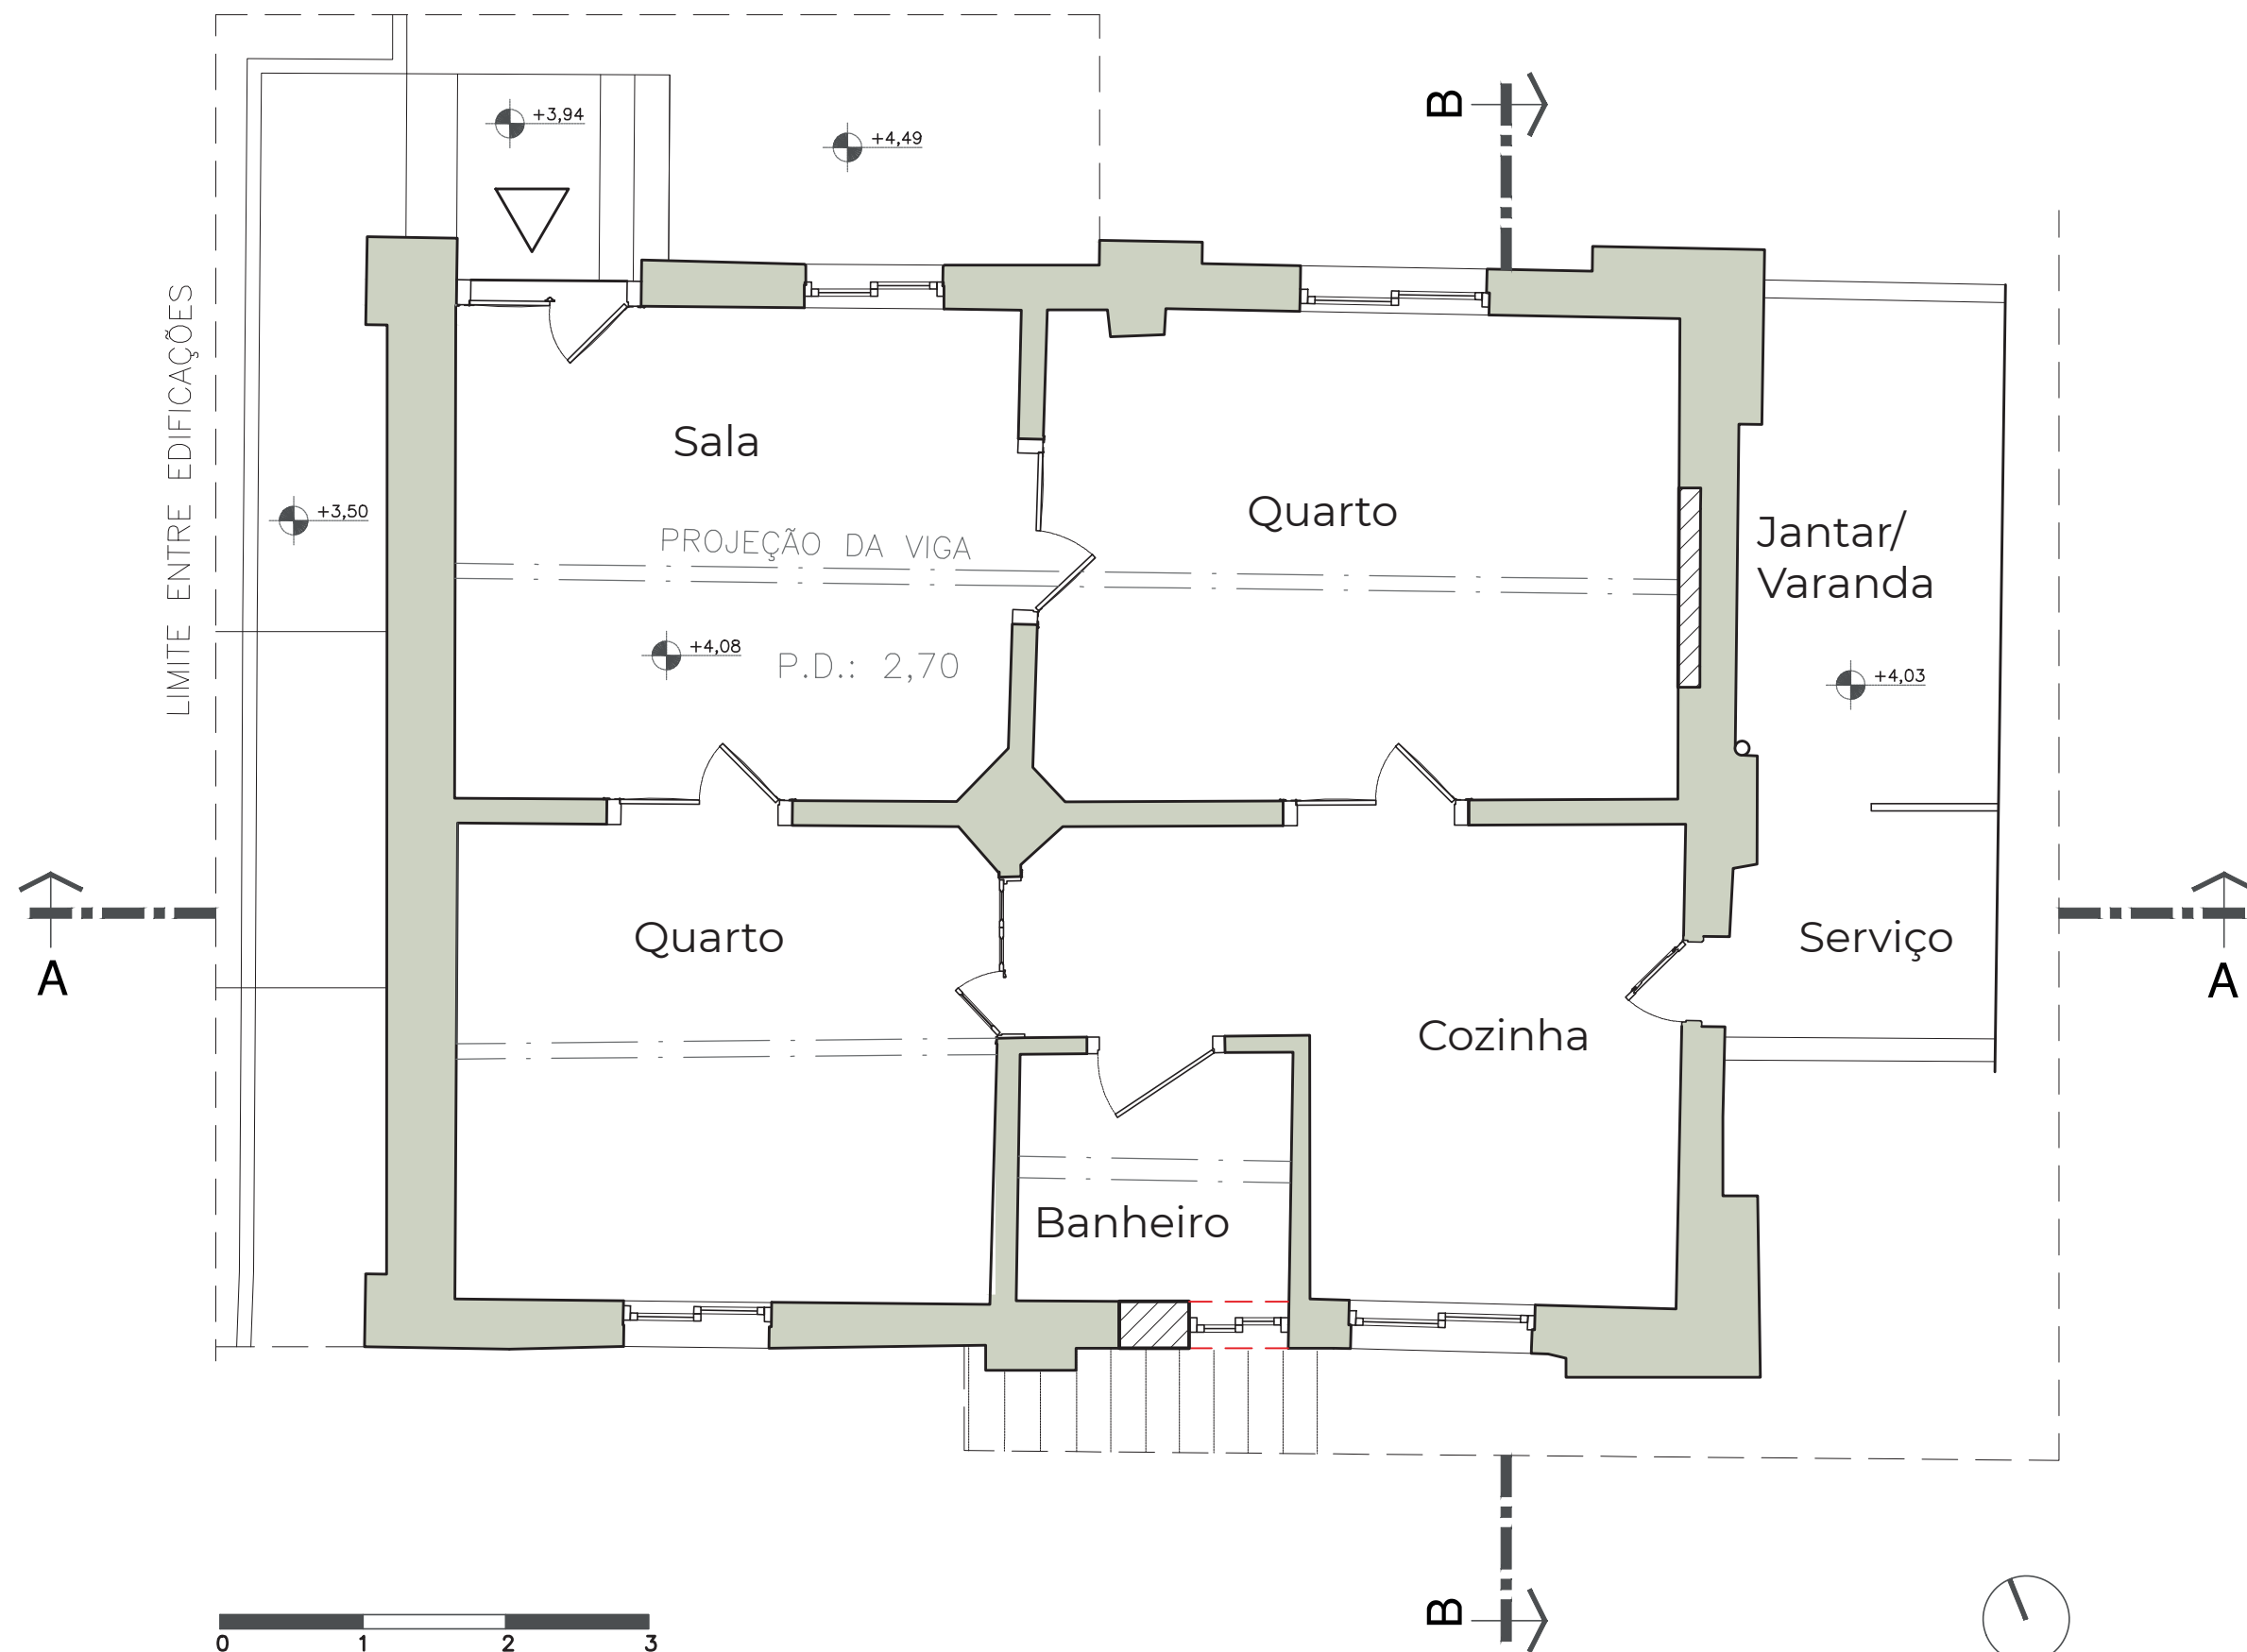 B
+3,94
+4,49
LIMITE ENTRE EDIFICAÇÕES
Sala
Quarto
+3,50
Jantar/
Varanda
PROJEÇÃO DA VIGA
+4,08
P.D.: 2,70
+4,03
A
Quarto
Serviço
A
Cozinha
Banheiro
B
0 1 2 3